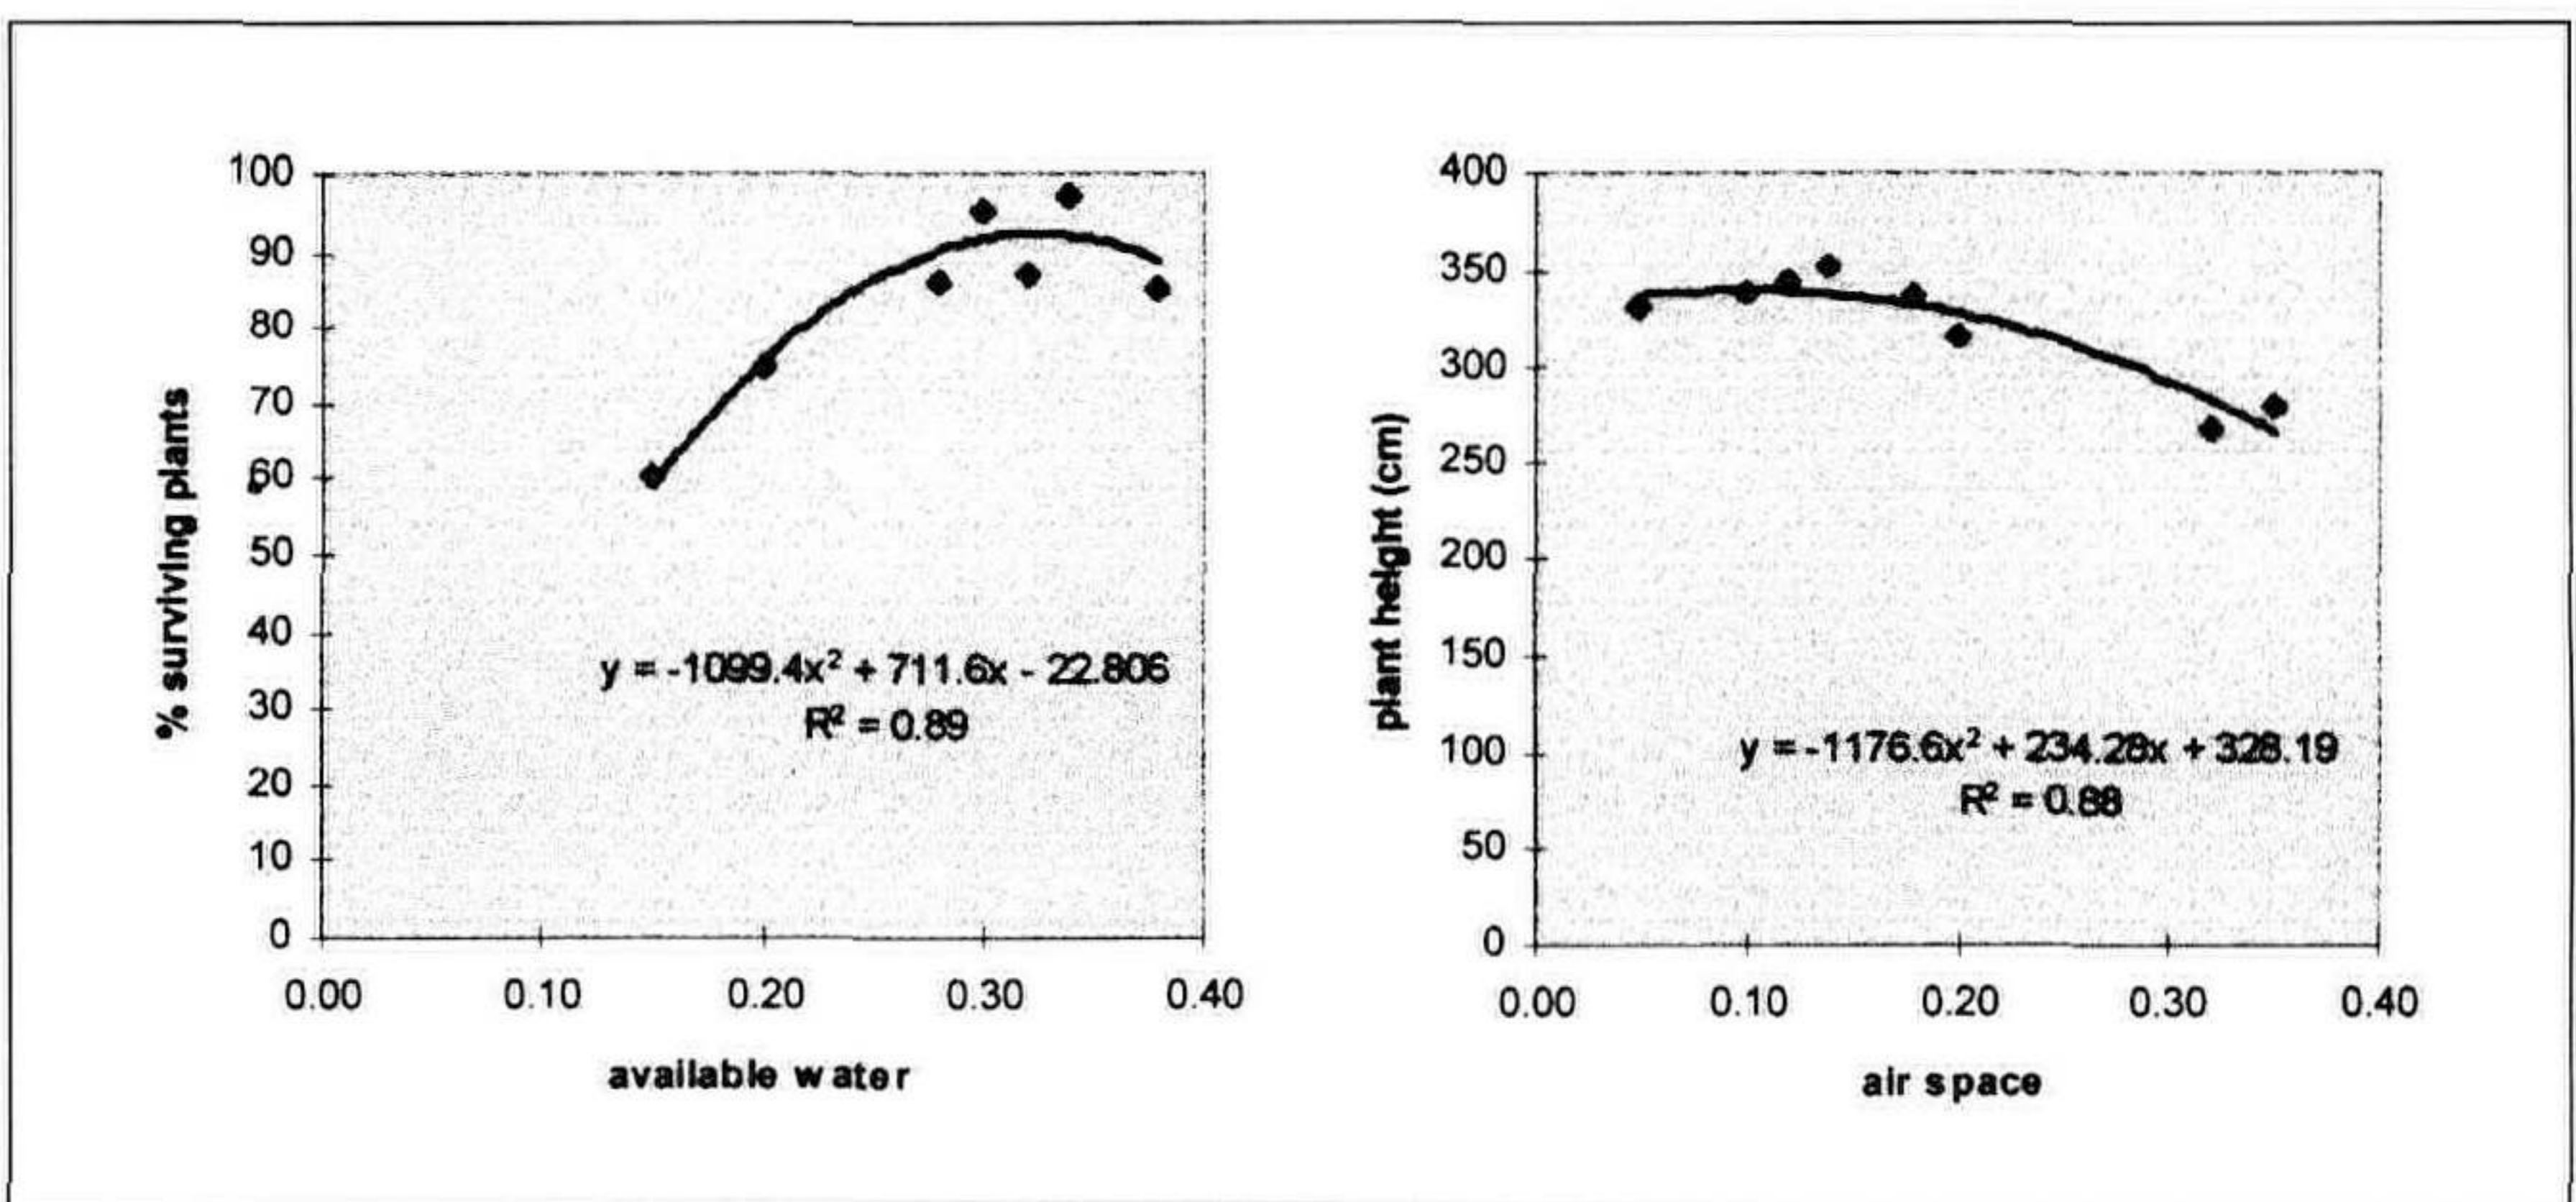 % surviving plants
100
90
80
70
60
50
40
30
20
10
0
y = -1099.4x² + 711.6x - 22.806
R² = 0.89
0.00 0.10 0.20 0.30 0.40
available water
plant height (cm)
400
350
300
250
200
150
100
50
0
y = -1176.6x² + 234.28x + 328.19
R² = 0.88
0.00 0.10 0.20 0.30 0.40
air space